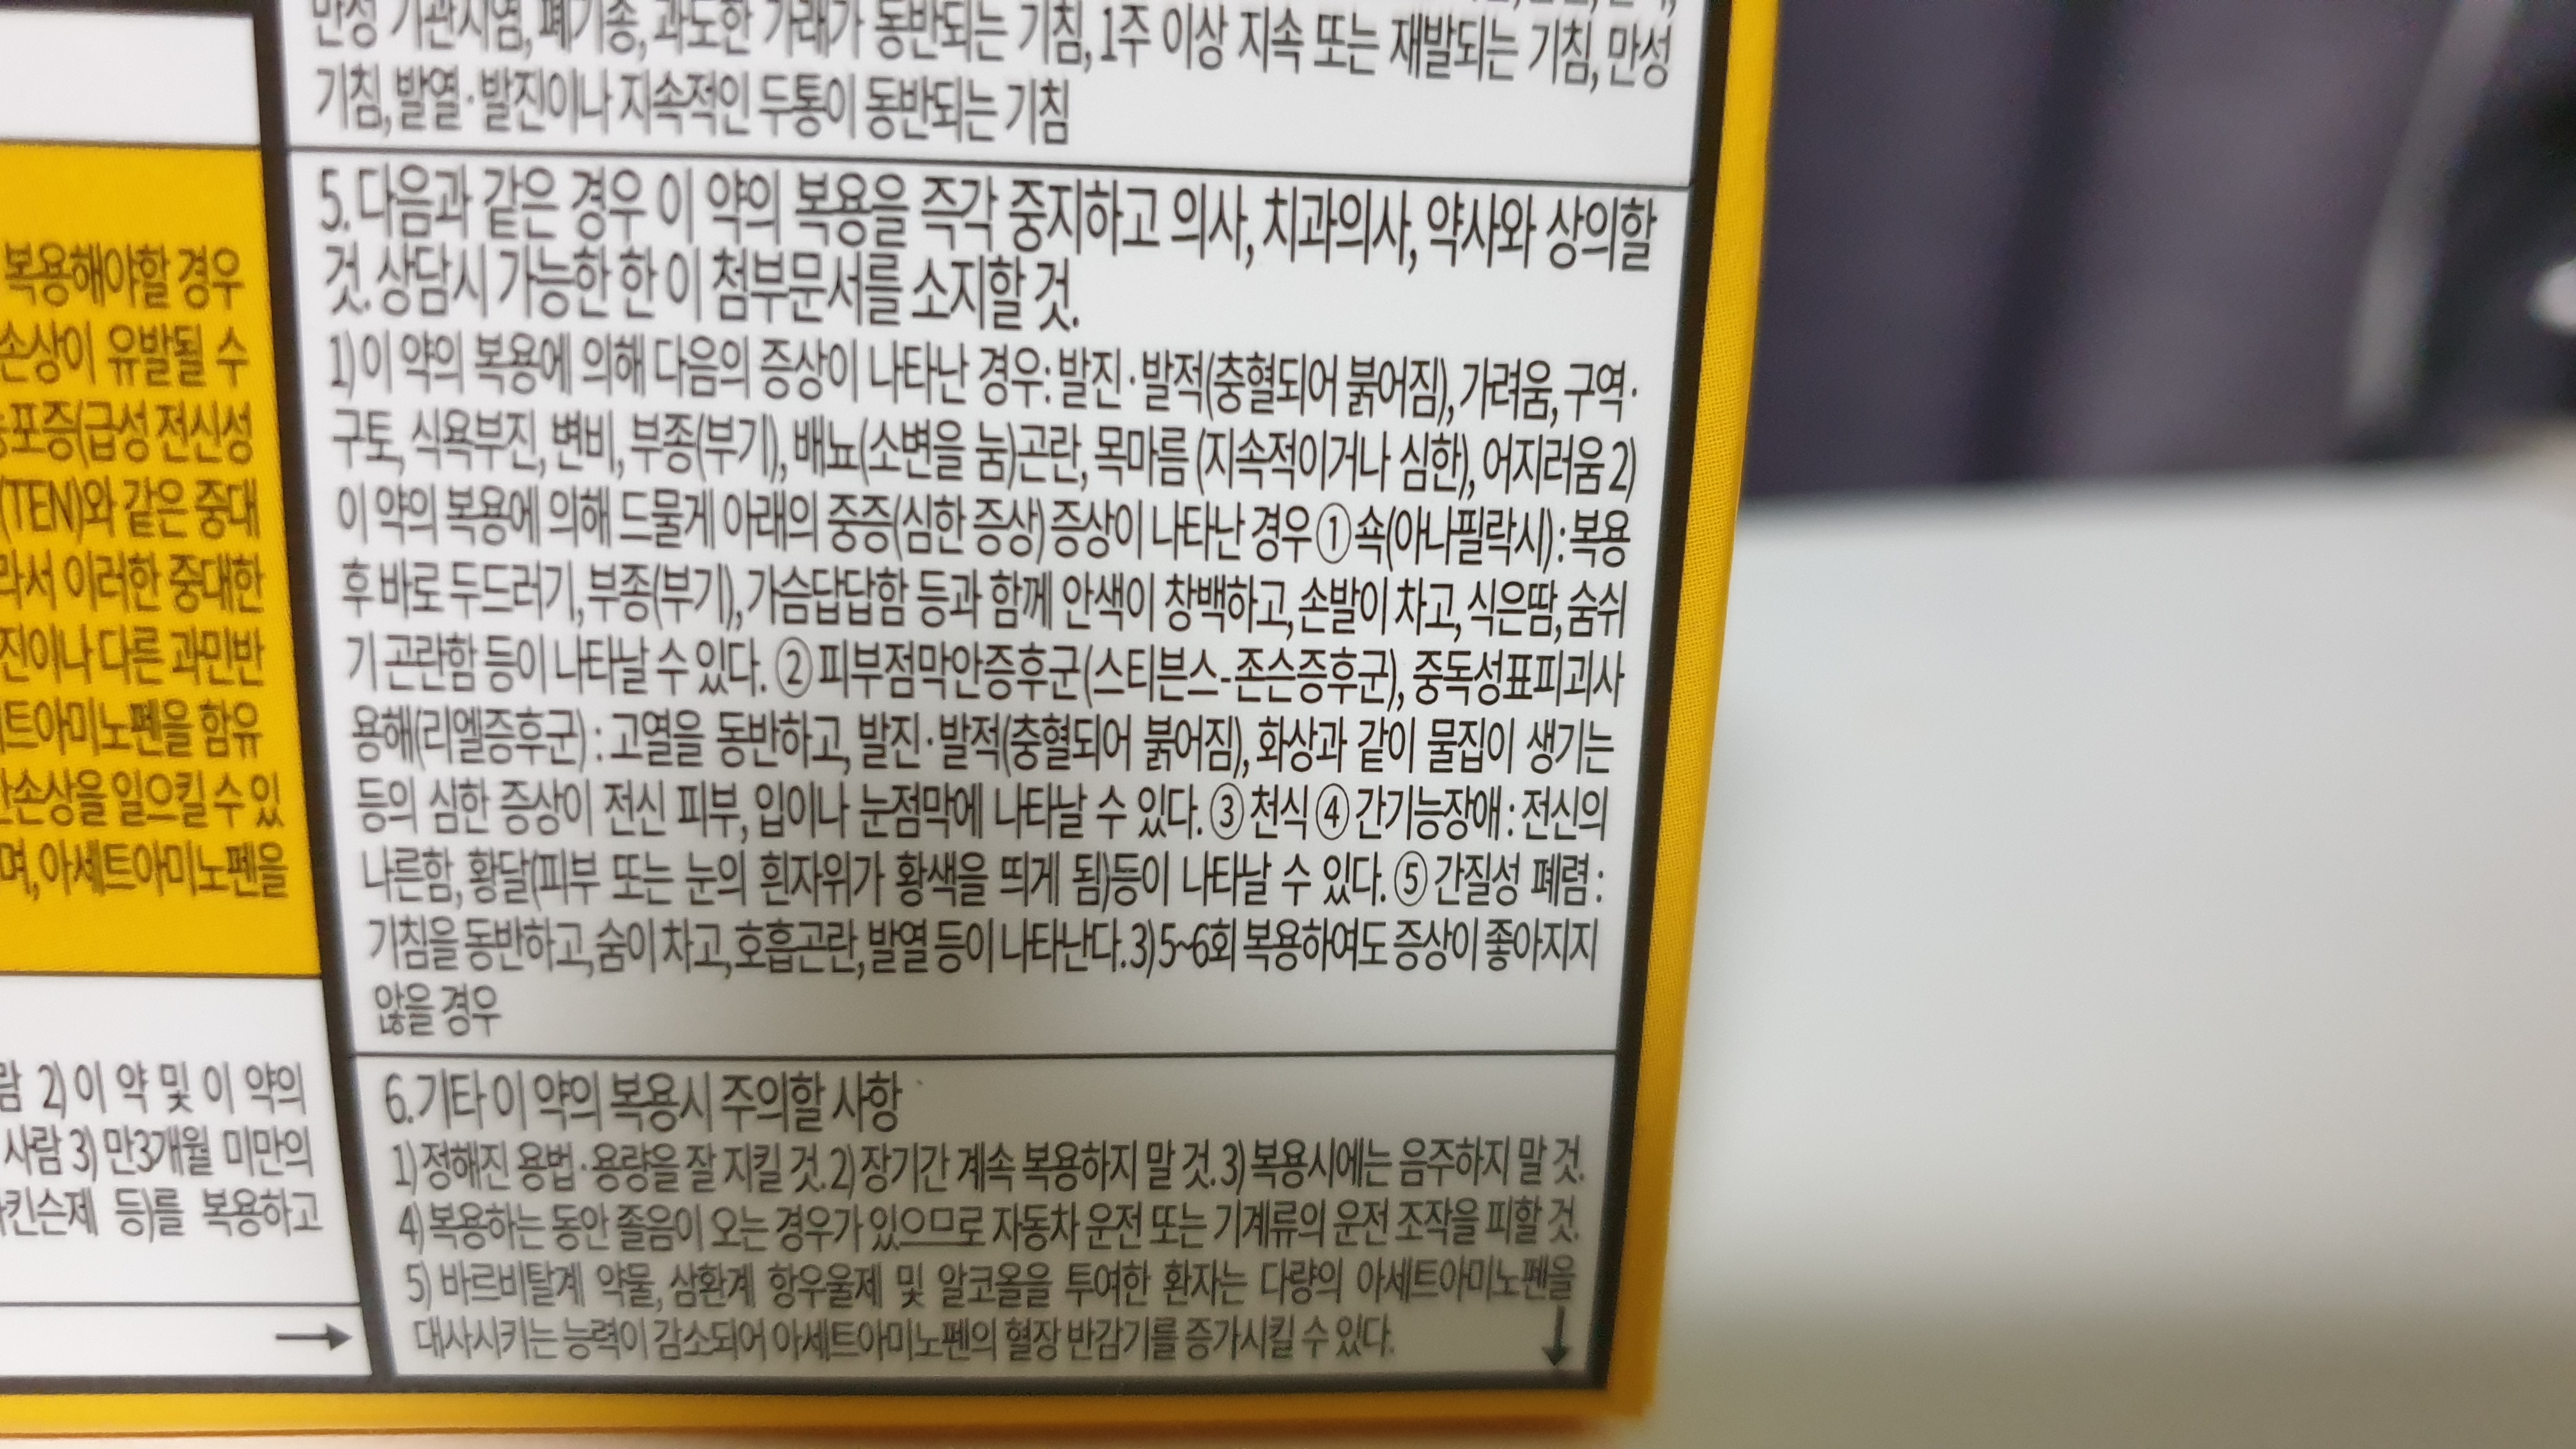 복용해야할 경우
손상이 유발될 수
포증(급성 전신성
(TEN)와 같은 중대
라서 이러한 중대한
진이나 다른 과민반
트아미노펜을 함유
손상을 일으킬 수 있
며, 아세트아미노펜을
람 2) 이 약 및 이 약의
사람 3) 만3개월 미만의
킨슨제 등)를 복용하고
→
만성 기관지염, 폐기종, 과도한 가래가 동반되는 기침, 1주 이상 지속 또는 재발되는 기침, 만성
기침, 발열·발진이나 지속적인 두통이 동반되는 기침
5. 다음과 같은 경우 이 약의 복용을 즉각 중지하고 의사, 치과의사, 약사와 상의할
것. 상담시 가능한 한 이 첨부문서를 소지할 것.
1) 이 약의 복용에 의해 다음의 증상이 나타난 경우: 발진·발적(충혈되어 붉어짐), 가려움, 구역·
구토, 식욕부진, 변비, 부종(부기), 배뇨(소변을 눔)곤란, 목마름 (지속적이거나 심한), 어지러움 2)
이 약의 복용에 의해 드물게 아래의 중증(심한 증상) 증상이 나타난 경우 ① 쇽(아나필락시) : 복용
후 바로 두드러기, 부종(부기), 가슴답답함 등과 함께 안색이 창백하고, 손발이 차고, 식은땀, 숨쉬
기 곤란함 등이 나타날 수 있다. ② 피부점막안증후군(스티븐스-존슨증후군), 중독성표피괴사
용해(리엘증후군) : 고열을 동반하고, 발진·발적(충혈되어 붉어짐), 화상과 같이 물집이 생기는
등의 심한 증상이 전신 피부, 입이나 눈점막에 나타날 수 있다. ③ 천식 ④ 간기능장애 : 전신의
나른함, 황달(피부 또는 눈의 흰자위가 황색을 띄게 됨)등이 나타날 수 있다. ⑤ 간질성 폐렴 :
기침을 동반하고, 숨이 차고, 호흡곤란, 발열 등이 나타난다. 3) 5~6회 복용하여도 증상이 좋아지지
않을 경우
6. 기타 이 약의 복용시 주의할 사항
1) 정해진 용법·용량을 잘 지킬 것. 2) 장기간 계속 복용하지 말 것. 3) 복용시에는 음주하지 말 것.
4) 복용하는 동안 졸음이 오는 경우가 있으므로 자동차 운전 또는 기계류의 운전 조작을 피할 것.
5) 바르비탈계 약물, 삼환계 항우울제 및 알코올을 투여한 환자는 다량의 아세트아미노펜을
대사시키는 능력이 감소되어 아세트아미노펜의 혈장 반감기를 증가시킬 수 있다. ↓